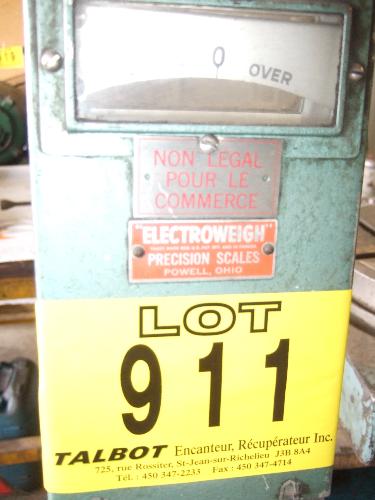 0 OVER
NON LEGAL
POUR LE
COMMERCE
"ELECTROWEIGH"
PRECISION SCALES
POWELL, OHIO
LOT
911
TALBOT Encanteur, Récupérateur Inc.
725, rue Rossiter, St-Jean-sur-Richelieu J3B 8A4
Tél. : 450 347-2233 Fax : 450 347-4714